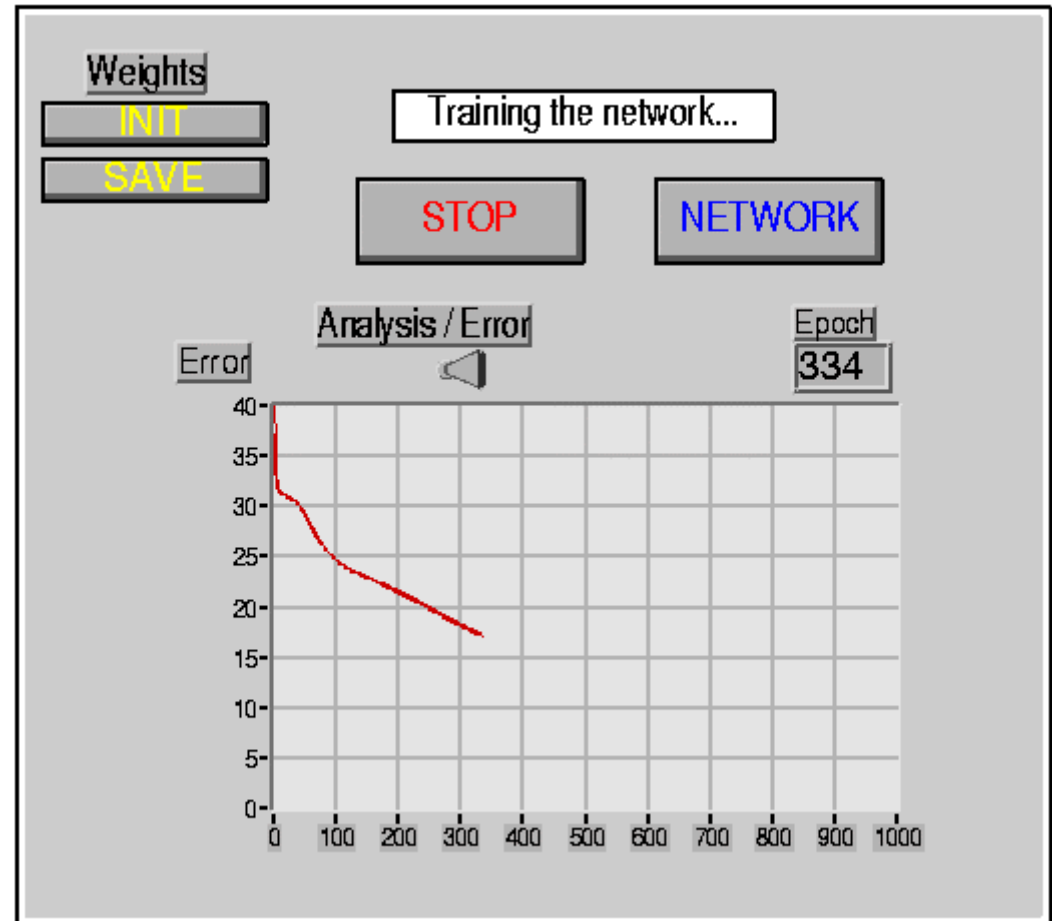 Weights
INIT
SAVE
Training the network...
STOP
NETWORK
Analysis / Error
Epoch
334
Error
40
35
30
25
20
15
10
5
0
0 100 200 300 400 500 600 700 800 900 1000